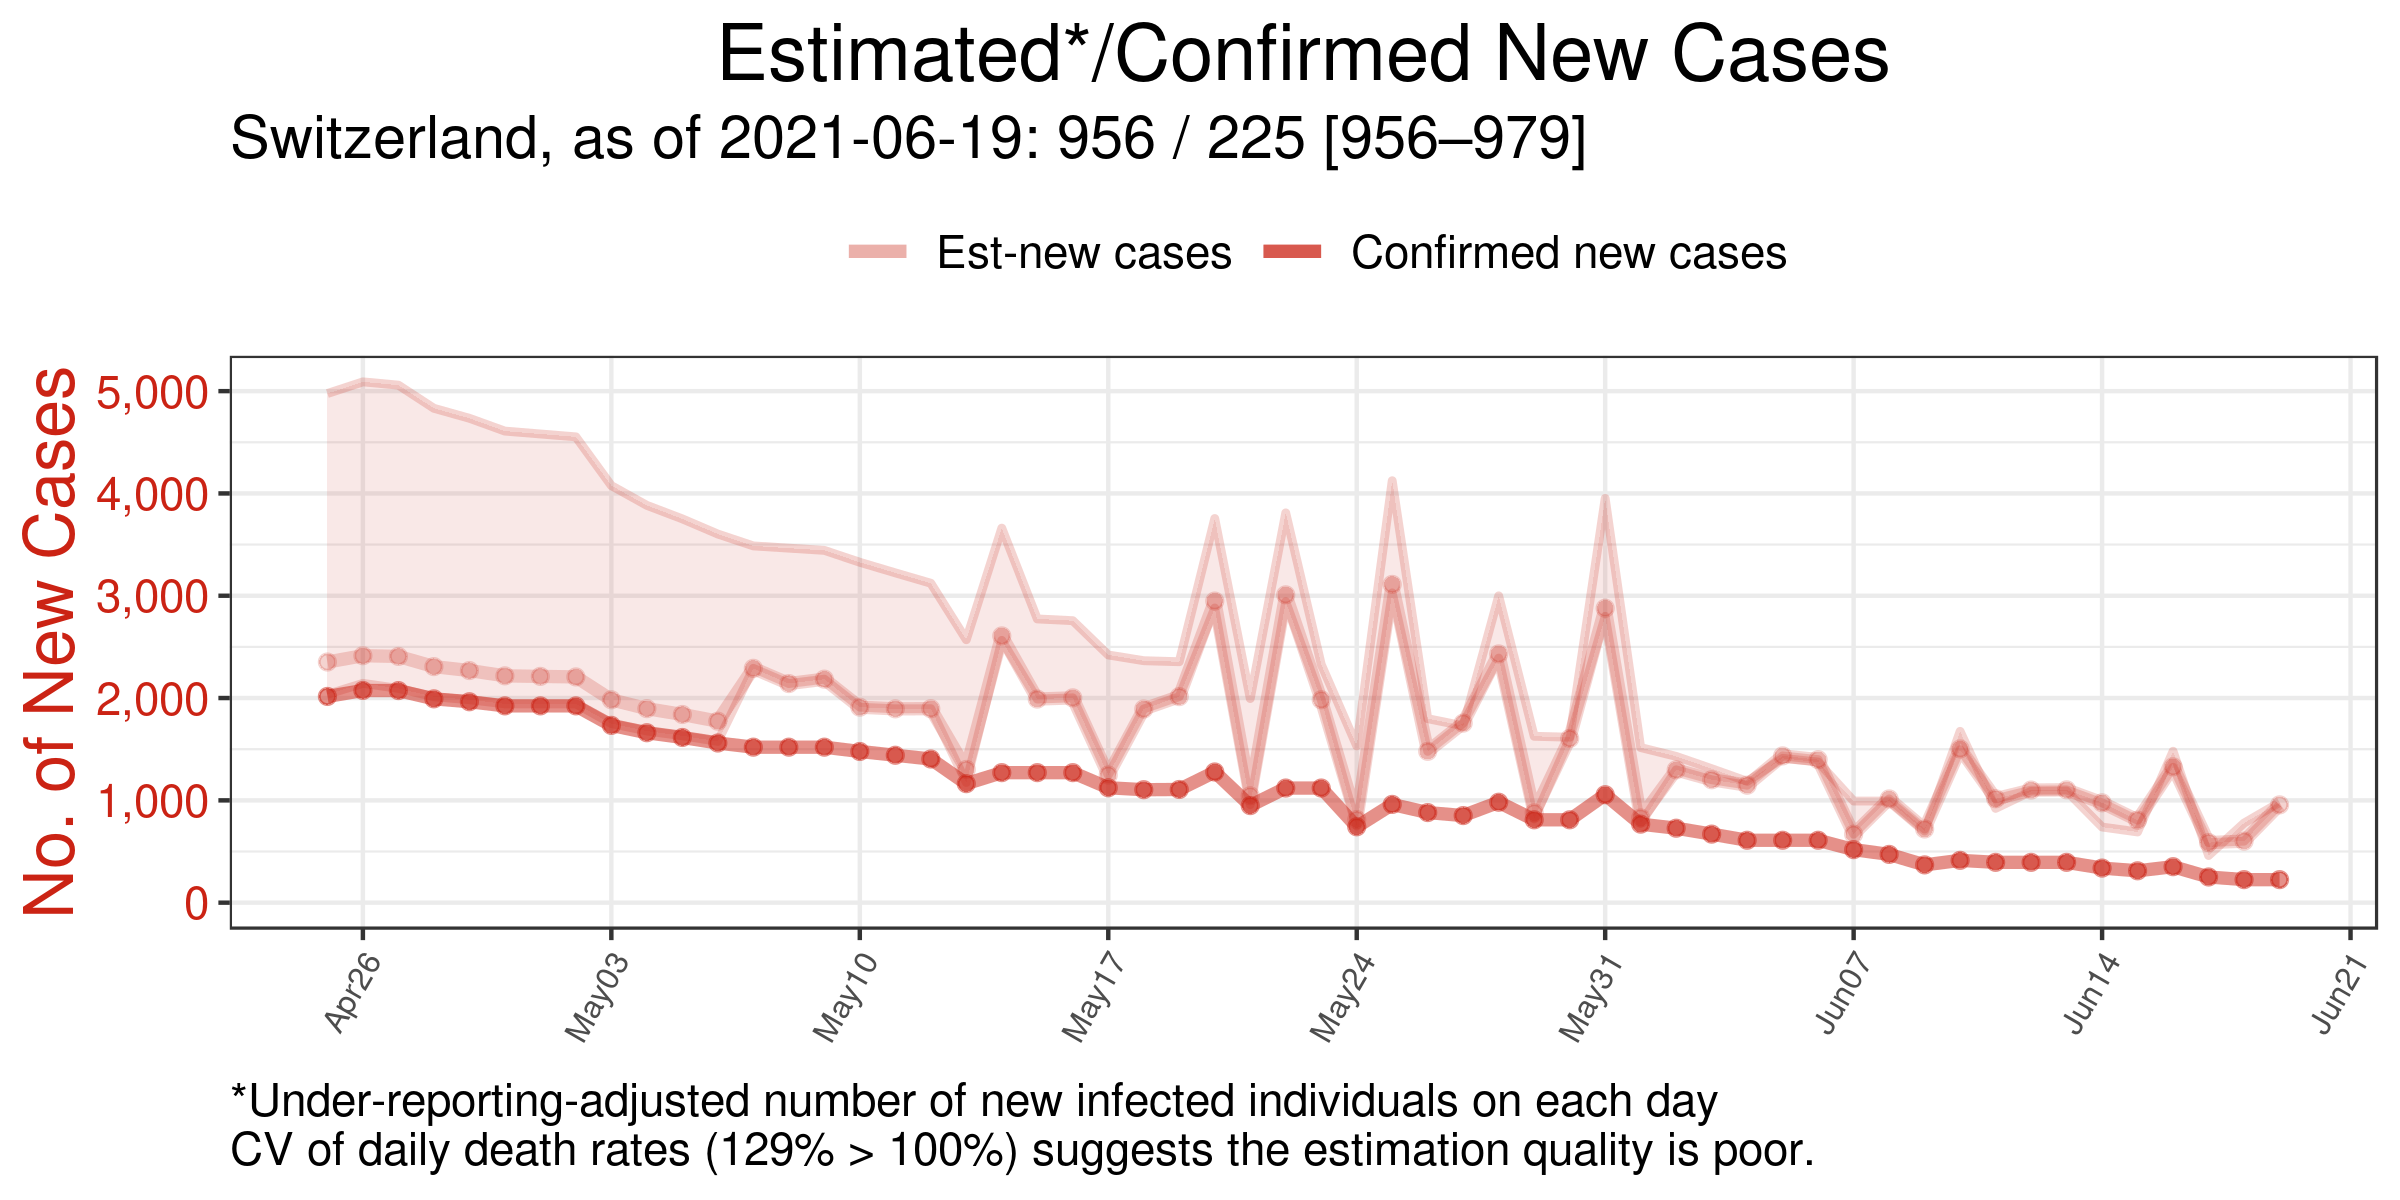 Estimated*/Confirmed New Cases
Switzerland, as of 2021-06-19: 956 / 225 [956–979]
Est-new cases Confirmed new cases
No. of New Cases
5,000
4,000
3,000
2,000
1,000
0
Apr26 May03 May10 May17 May24 May31 Jun07 Jun14 Jun21
*Under-reporting-adjusted number of new infected individuals on each day
CV of daily death rates (129% > 100%) suggests the estimation quality is poor.